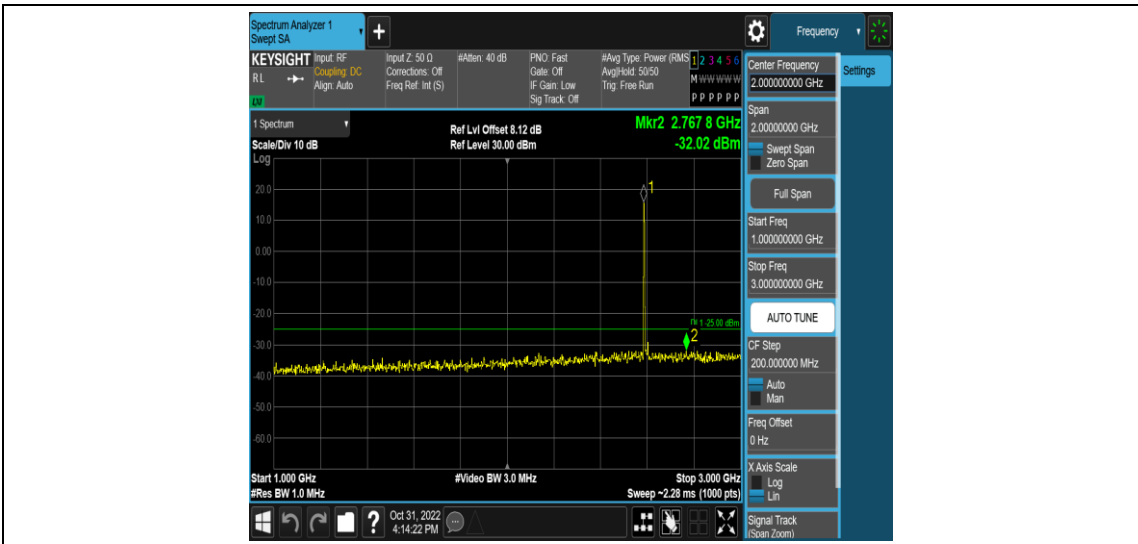 Spectrum Analyzer 1
Swept SA
+
Frequency
KEYSIGHT
RL
LXI
Input: RF
Coupling: DC
Align: Auto
Input Z: 50 Ω
Corrections: Off
Freq Ref: Int (S)
#Atten: 40 dB
PNO: Fast
Gate: Off
IF Gain: Low
Sig Track: Off
#Avg Type: Power (RMS
Avg|Hold: 50/50
Trig: Free Run
1 2 3 4 5 6
M W W W W W
P P P P P P
1 Spectrum
Scale/Div 10 dB
Ref Lvl Offset 8.12 dB
Ref Level 30.00 dBm
Mkr2 2.767 8 GHz
-32.02 dBm
Log
20.0
10.0
0.00
-10.0
-20.0
-30.0
-40.0
-50.0
-60.0
1
2
-25.00 dBm
Start 1.000 GHz
#Res BW 1.0 MHz
#Video BW 3.0 MHz
Stop 3.000 GHz
Sweep ~2.28 ms (1000 pts)
?
Oct 31, 2022
4:14:22 PM
Center Frequency
2.000000000 GHz
Settings
Span
2.00000000 GHz
Swept Span
Zero Span
Full Span
Start Freq
1.000000000 GHz
Stop Freq
3.000000000 GHz
AUTO TUNE
CF Step
200.000000 MHz
Auto
Man
Freq Offset
0 Hz
X Axis Scale
Log
Lin
Signal Track
(Span Zoom)